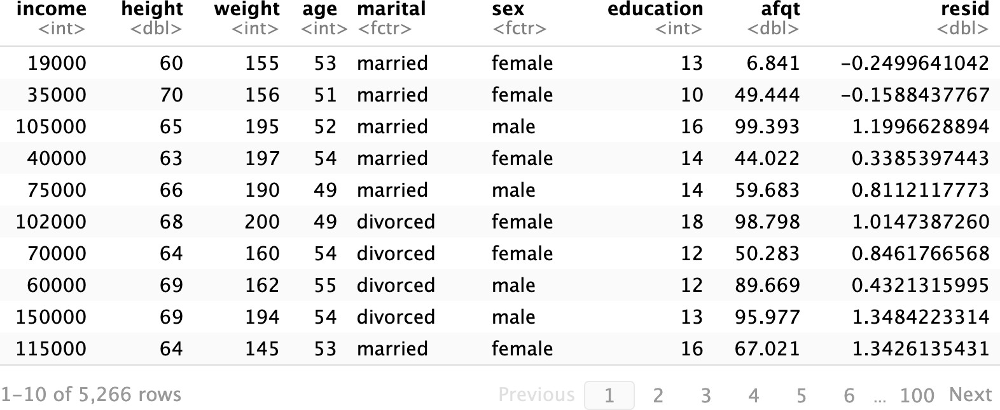 income height weight age marital sex education afqt resid
<int> <dbl> <int> <int> <fctr> <fctr> <int> <dbl> <dbl>
19000 60 155 53 married female 13 6.841 −0.2499641042
35000 70 156 51 married female 10 49.444 −0.1588437767
105000 65 195 52 married male 16 99.393 1.1996628894
40000 63 197 54 married female 14 44.022 0.3385397443
75000 66 190 49 married male 14 59.683 0.8112117773
102000 68 200 49 divorced female 18 98.798 1.0147387260
70000 64 160 54 divorced female 12 50.283 0.8461766568
60000 69 162 55 divorced male 12 89.669 0.4321315995
150000 69 194 54 divorced male 13 95.977 1.3484223314
115000 64 145 53 married female 16 67.021 1.3426135431
1–10 of 5,266 rows Previous 1 2 3 4 5 6 ... 100 Next